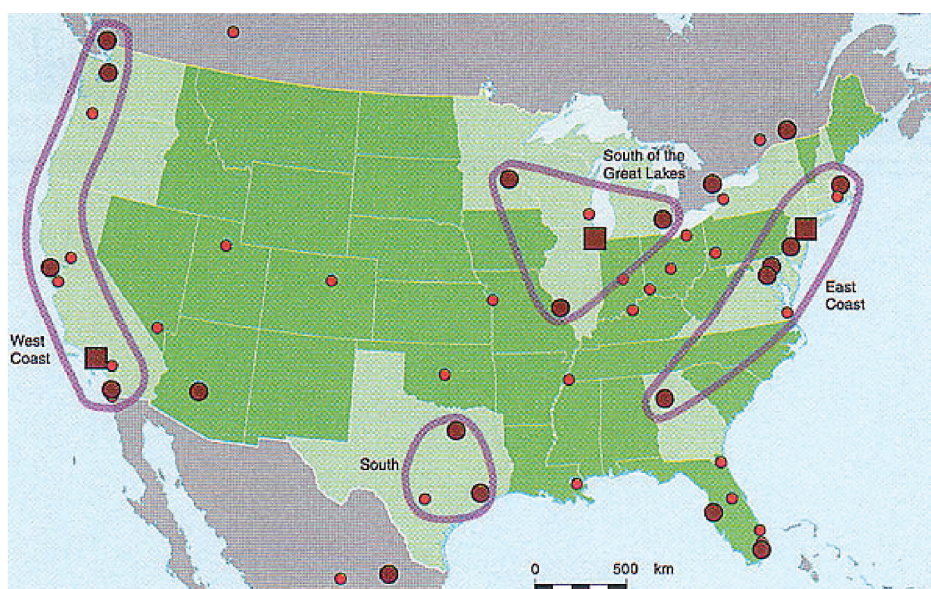 South of the
Great Lakes
East
Coast
West
Coast
South
0 500 km